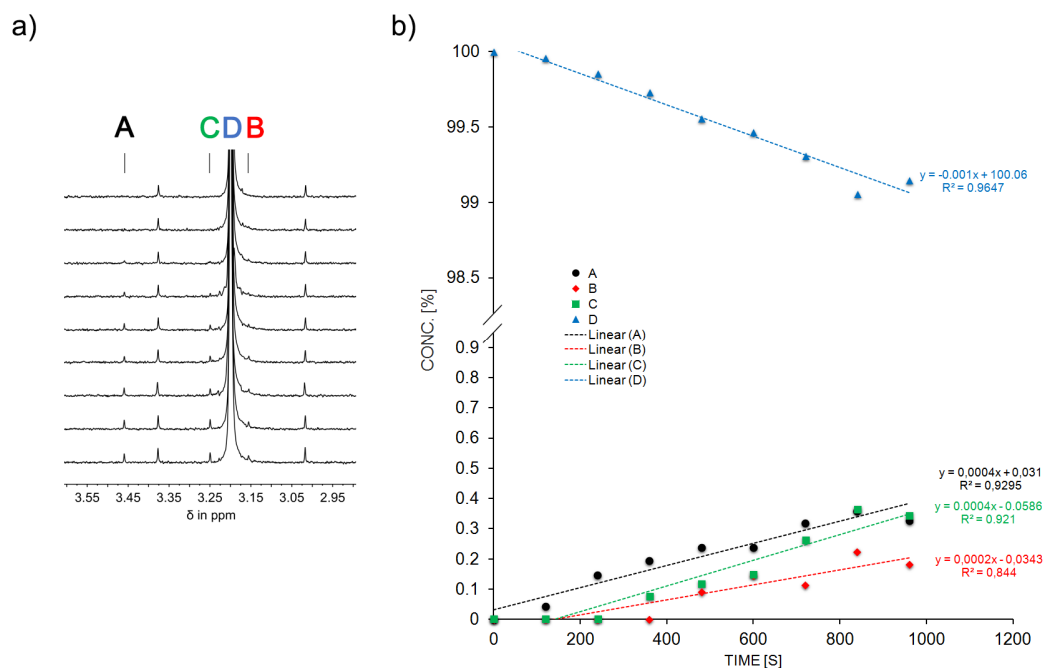 a)
A C D B
3.55 3.45 3.35 3.25 3.15 3.05 2.95
δ in ppm
b)
100
99.5
99
98.5
CONC. [%]
0.9
0.8
0.7
0.6
0.5
0.4
0.3
0.2
0.1
0
y = -0.001x + 100.06
R² = 0.9647
A
B
C
D
Linear (A)
Linear (B)
Linear (C)
Linear (D)
y = 0,0004x + 0,031
R² = 0,9295
y = 0.0004x - 0.0586
R² = 0.921
y = 0,0002x - 0,0343
R² = 0,844
0 200 400 600 800 1000 1200
TIME [S]